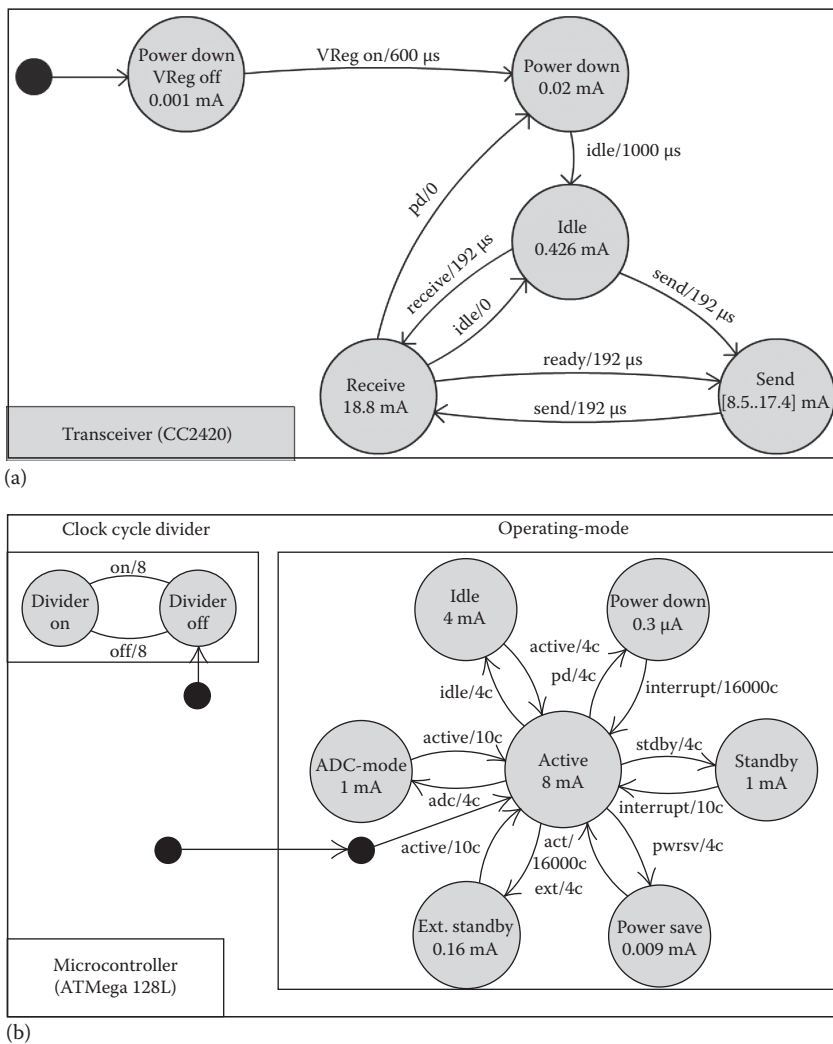 Power down
VReg off
0.001 mA
VReg on/600 μs
Power down
0.02 mA
idle/1000 μs
pd/0
Idle
0.426 mA
receive/192 μs
idle/0
send/192 μs
Receive
18.8 mA
ready/192 μs
send/192 μs
Send
[8.5..17.4] mA
Transceiver (CC2420)
(a)
Clock cycle divider
Operating-mode
on/8
Divider
on
Divider
off
off/8
Idle
4 mA
Power down
0.3 μA
active/4c
pd/4c
idle/4c
interrupt/16000c
active/10c
ADC-mode
1 mA
adc/4c
Active
8 mA
stdby/4c
Standby
1 mA
interrupt/10c
active/10c
act/
16000c
ext/4c
pwrsv/4c
Ext. standby
0.16 mA
Power save
0.009 mA
Microcontroller
(ATMega 128L)
(b)